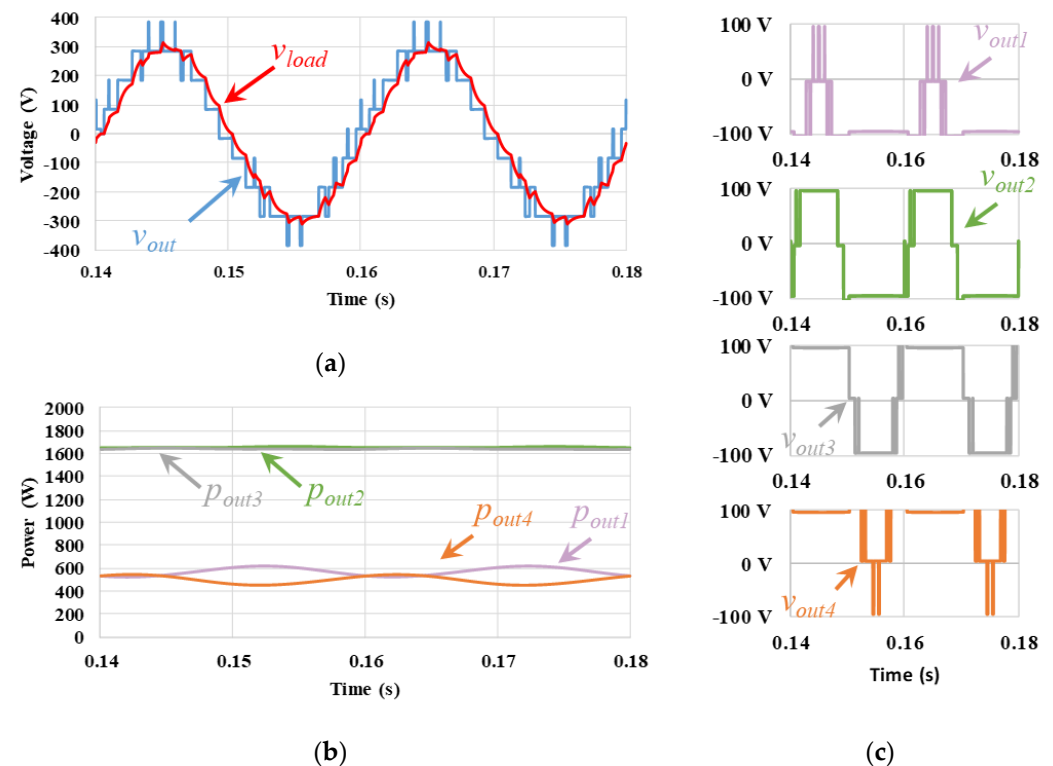 400
300
200
100
0
-100
-200
-300
-400
Voltage (V)
v_load
v_out
0.14
0.15
0.16
0.17
0.18
Time (s)
(a)
2000
1800
1600
1400
1200
1000
800
600
400
200
0
Power (W)
p_out3
p_out2
p_out4
p_out1
0.14
0.15
0.16
0.17
0.18
Time (s)
(b)
100 V
0 V
-100 V
v_out1
0.14
0.16
0.18
100 V
0 V
-100 V
v_out2
0.14
0.16
0.18
100 V
0 V
-100 V
v_out3
0.14
0.16
0.18
100 V
0 V
-100 V
v_out4
0.14
0.16
0.18
Time (s)
(c)